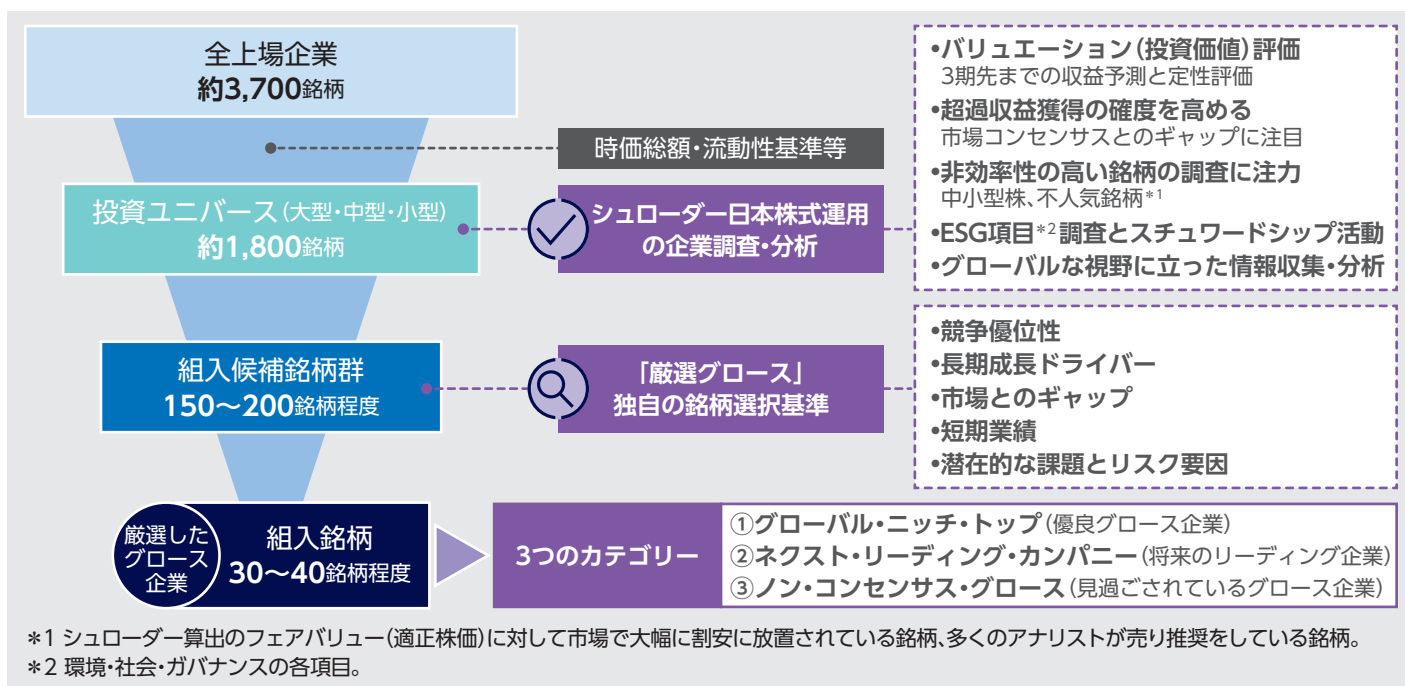 全上場企業
約3,700銘柄
時価総額・流動性基準等
投資ユニバース(大型・中型・小型)
約1,800銘柄
シュローダー日本株式運用
の企業調査・分析
•バリュエーション(投資価値)評価
3期先までの収益予測と定性評価
•超過収益獲得の確度を高める
市場コンセンサスとのギャップに注目
•非効率性の高い銘柄の調査に注力
中小型株、不人気銘柄*1
•ESG項目*2調査とスチュワードシップ活動
•グローバルな視野に立った情報収集・分析
組入候補銘柄群
150〜200銘柄程度
「厳選グロース」
独自の銘柄選択基準
•競争優位性
•長期成長ドライバー
•市場とのギャップ
•短期業績
•潜在的な課題とリスク要因
厳選した
グロース
企業
組入銘柄
30〜40銘柄程度
3つのカテゴリー
①グローバル・ニッチ・トップ(優良グロース企業)
②ネクスト・リーディング・カンパニー(将来のリーディング企業)
③ノン・コンセンサス・グロース(見過ごされているグロース企業)
*1 シュローダー算出のフェアバリュー(適正株価)に対して市場で大幅に割安に放置されている銘柄、多くのアナリストが売り推奨をしている銘柄。
*2 環境・社会・ガバナンスの各項目。